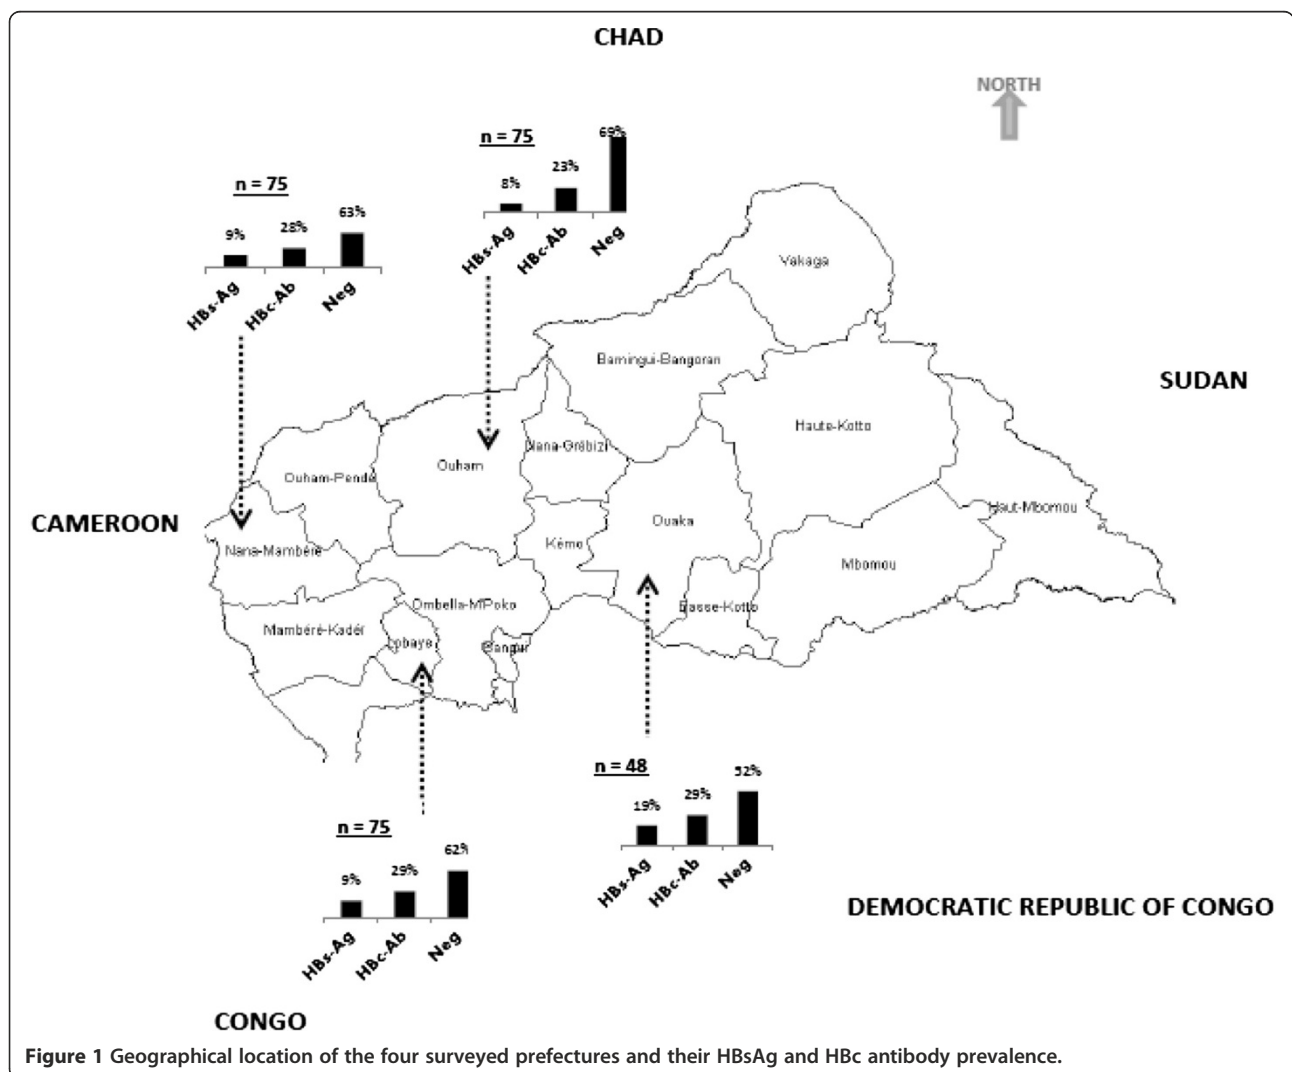 CHAD
NORTH
n = 75
69%
23%
8%
HBs-Ag
HBc-Ab
Neg
n = 75
63%
28%
9%
HBs-Ag
HBc-Ab
Neg
Vakaga
Bamingui-Bangoran
SUDAN
Haute-Kotto
Nana-Grébizi
Ouham
Ouham-Pendé
Haut-Mbomou
CAMEROON
Ouaka
Nana-Mambéré
Kémo
Mbomou
Ombella-M'Poko
Basse-Kotto
Mambéré-Kadéï
Lobaye
Bangui
n = 48
52%
29%
19%
HBs-Ag
HBc-Ab
Neg
n = 75
62%
29%
9%
HBs-Ag
HBc-Ab
Neg
DEMOCRATIC REPUBLIC OF CONGO
CONGO
Figure 1 Geographical location of the four surveyed prefectures and their HBsAg and HBc antibody prevalence.